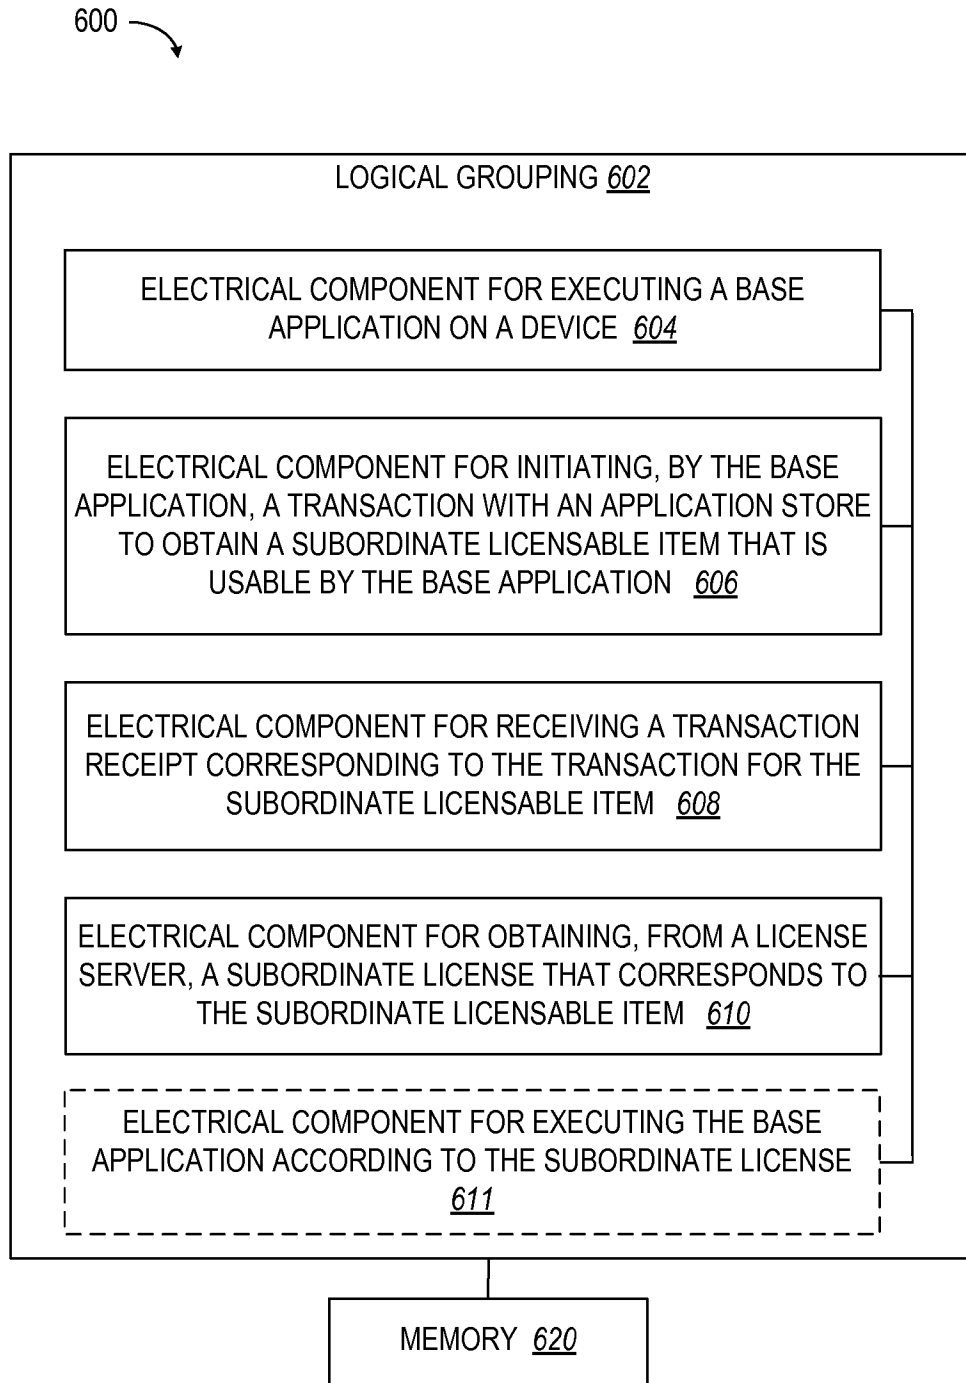 600
LOGICAL GROUPING 602
ELECTRICAL COMPONENT FOR EXECUTING A BASE
APPLICATION ON A DEVICE 604
ELECTRICAL COMPONENT FOR INITIATING, BY THE BASE
APPLICATION, A TRANSACTION WITH AN APPLICATION STORE
TO OBTAIN A SUBORDINATE LICENSABLE ITEM THAT IS
USABLE BY THE BASE APPLICATION 606
ELECTRICAL COMPONENT FOR RECEIVING A TRANSACTION
RECEIPT CORRESPONDING TO THE TRANSACTION FOR THE
SUBORDINATE LICENSABLE ITEM 608
ELECTRICAL COMPONENT FOR OBTAINING, FROM A LICENSE
SERVER, A SUBORDINATE LICENSE THAT CORRESPONDS TO
THE SUBORDINATE LICENSABLE ITEM 610
ELECTRICAL COMPONENT FOR EXECUTING THE BASE
APPLICATION ACCORDING TO THE SUBORDINATE LICENSE
611
MEMORY 620